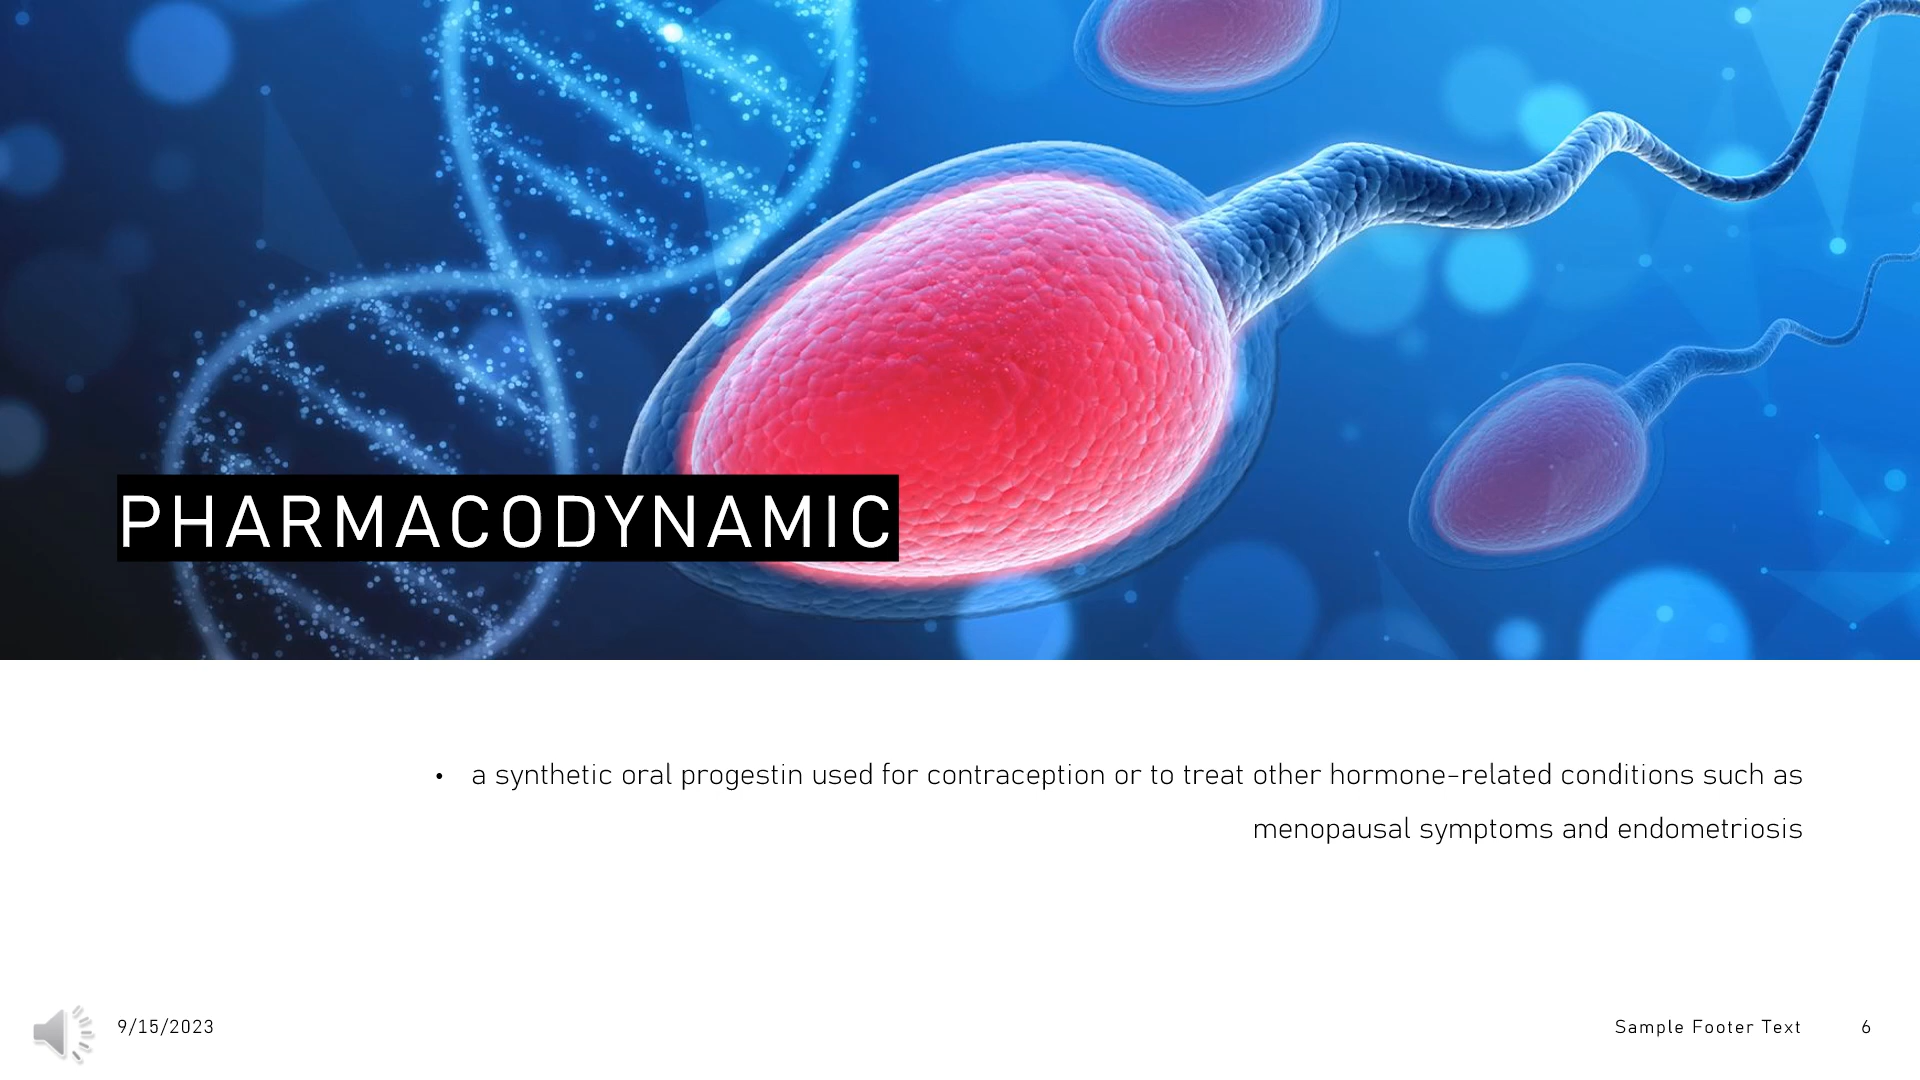 PHARMACODYNAMIC
• a synthetic oral progestin used for contraception or to treat other hormone-related conditions such as
menopausal symptoms and endometriosis
9/15/2023
Sample Footer Text
6